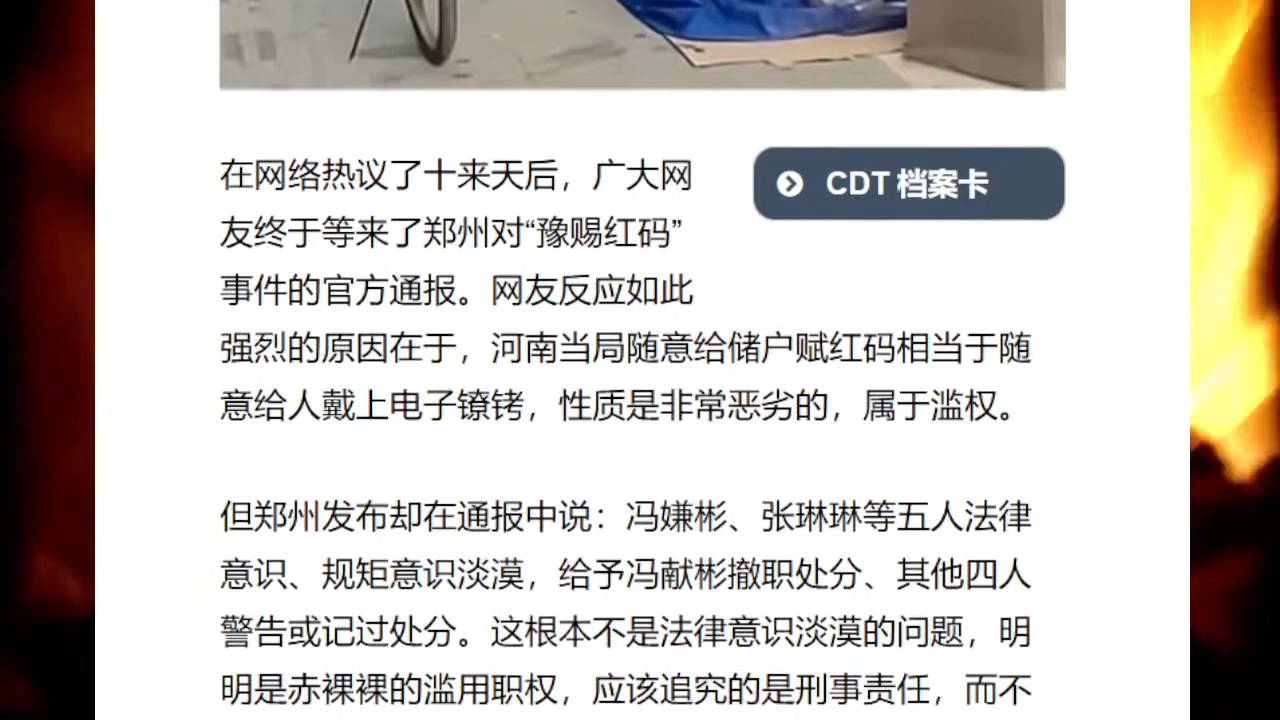 在网络热议了十来天后，广大网
CDT 档案卡
友终于等来了郑州对“豫赐红码”
事件的官方通报。网友反应如此
强烈的原因在于，河南当局随意给储户赋红码相当于随
意给人戴上电子镣铐，性质是非常恶劣的，属于滥权。
但郑州发布却在通报中说：冯嫌彬、张琳琳等五人法律
意识、规矩意识淡漠，给予冯献彬撤职处分、其他四人
警告或记过处分。这根本不是法律意识淡漠的问题，明
明是赤裸裸的滥用职权，应该追究的是刑事责任，而不